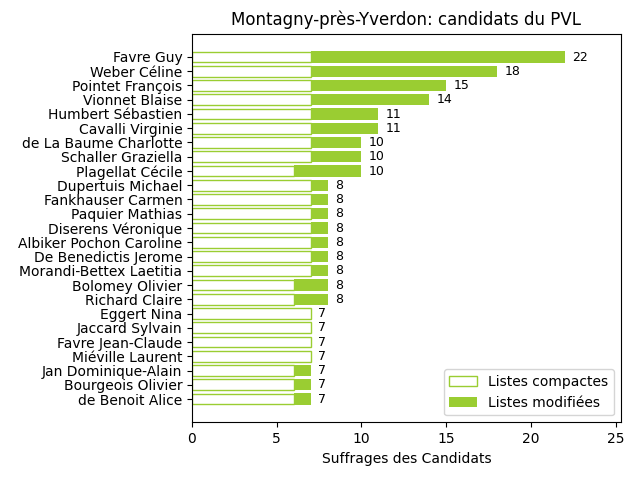 Montagny-près-Yverdon: candidats du PVL
Favre Guy 22
Weber Céline 18
Pointet François 15
Vionnet Blaise 14
Humbert Sébastien 11
Cavalli Virginie 11
de La Baume Charlotte 10
Schaller Graziella 10
Plagellat Cécile 10
Dupertuis Michael 8
Fankhauser Carmen 8
Paquier Mathias 8
Diserens Véronique 8
Albiker Pochon Caroline 8
De Benedictis Jerome 8
Morandi-Bettex Laetitia 8
Bolomey Olivier 8
Richard Claire 8
Eggert Nina 7
Jaccard Sylvain 7
Favre Jean-Claude 7
Miéville Laurent 7
Jan Dominique-Alain 7
Bourgeois Olivier 7
de Benoit Alice 7
Listes compactes
Listes modifiées
0 5 10 15 20 25
Suffrages des Candidats